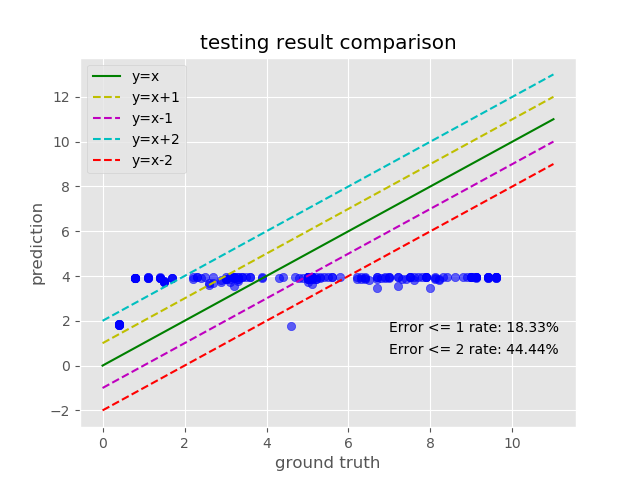 testing result comparison
y=x
y=x+1
y=x-1
y=x+2
y=x-2
12
10
8
6
4
2
0
−2
prediction
Error <= 1 rate: 18.33%
Error <= 2 rate: 44.44%
0 2 4 6 8 10
ground truth